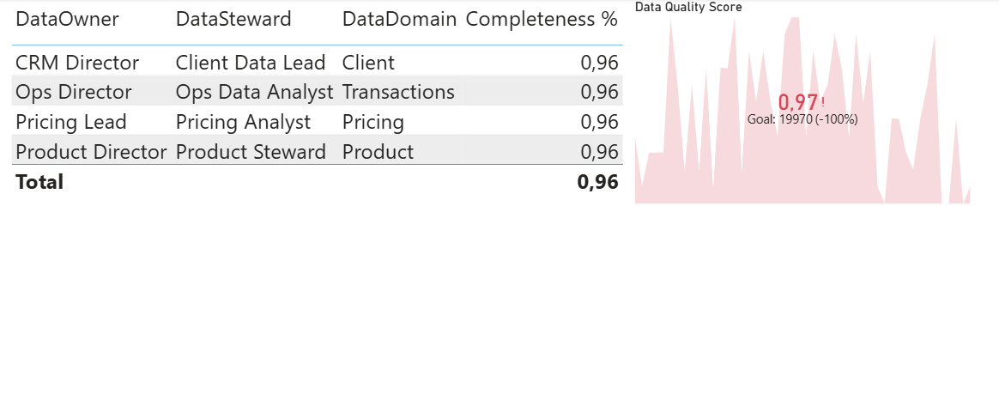 DataOwner DataSteward DataDomain Completeness %
CRM Director Client Data Lead Client 0,96
Ops Director Ops Data Analyst Transactions 0,96
Pricing Lead Pricing Analyst Pricing 0,96
Product Director Product Steward Product 0,96
Total 0,96
Data Quality Score
0,97!
Goal: 19970 (-100%)